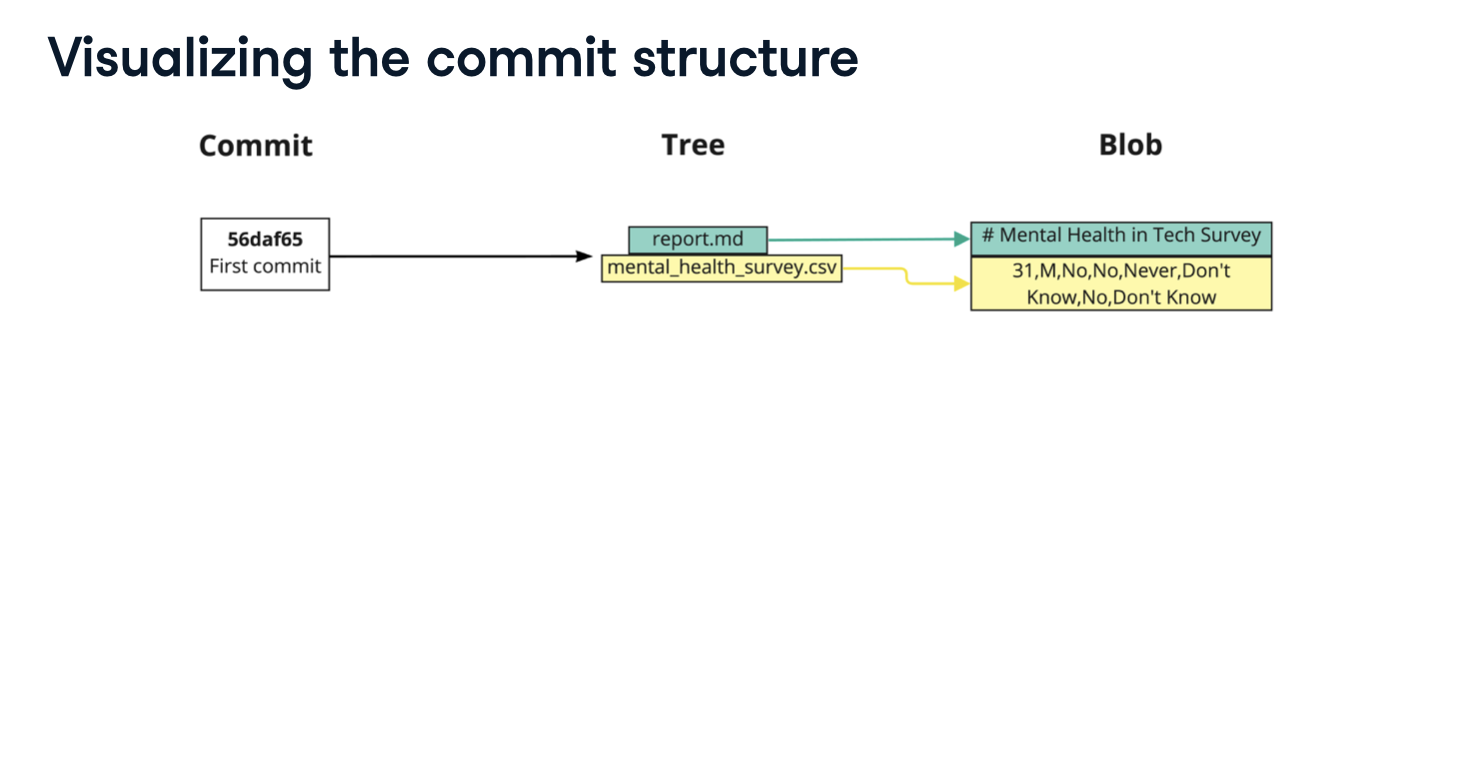 Visualizing the commit structure
Commit
Tree
Blob
56daf65
First commit
report.md
mental_health_survey.csv
# Mental Health in Tech Survey
31,M,No,No,Never,Don't
Know,No,Don't Know